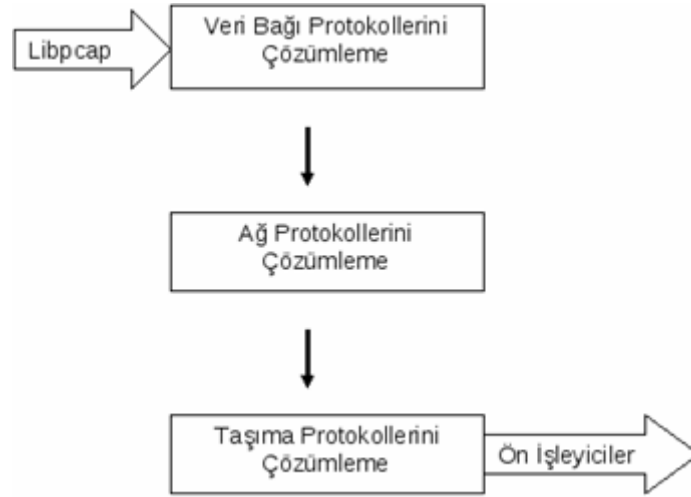 Libpcap
Veri Bağı Protokollerini
Çözümleme
Ağ Protokollerini
Çözümleme
Taşıma Protokollerini
Çözümleme
Ön İşleyiciler